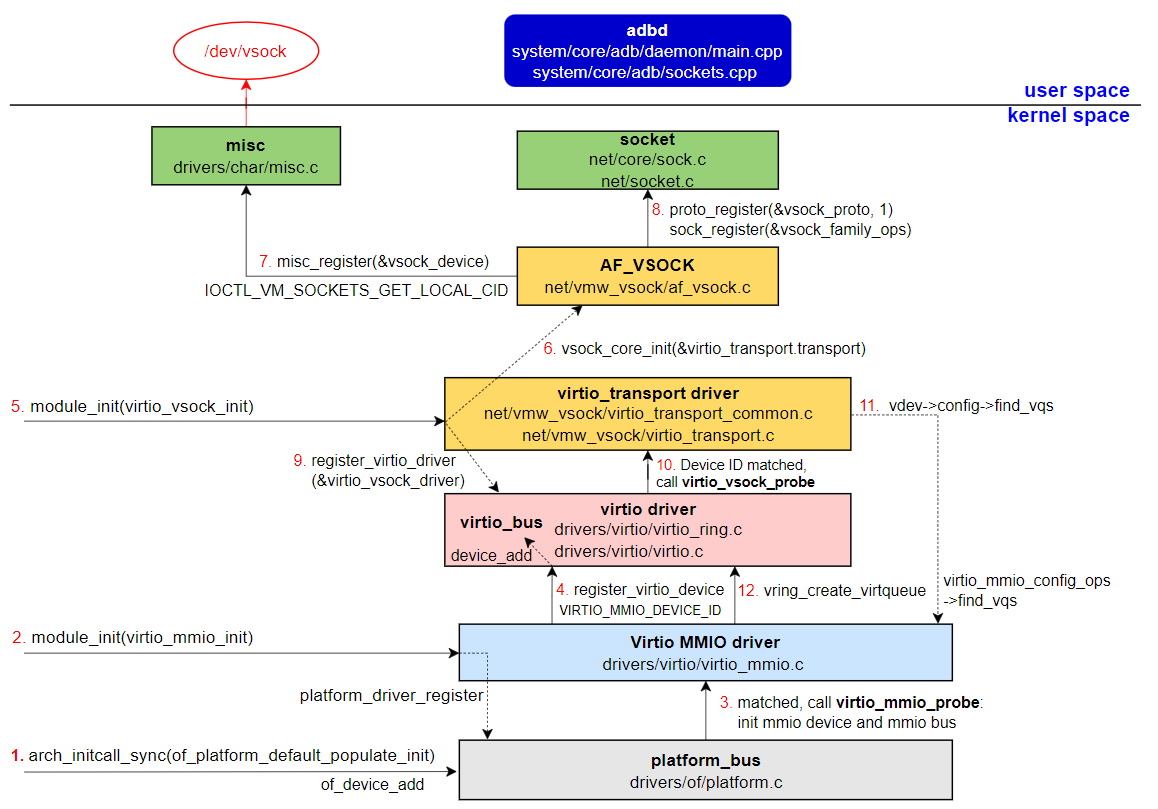 /dev/vsock
adbd
system/core/adb/daemon/main.cpp
system/core/adb/sockets.cpp
user space
kernel space
misc
drivers/char/misc.c
socket
net/core/sock.c
net/socket.c
8. proto_register(&vsock_proto, 1)
sock_register(&vsock_family_ops)
7. misc_register(&vsock_device)
IOCTL_VM_SOCKETS_GET_LOCAL_CID
AF_VSOCK
net/vmw_vsock/af_vsock.c
6. vsock_core_init(&virtio_transport.transport)
5. module_init(virtio_vsock_init)
virtio_transport driver
net/vmw_vsock/virtio_transport_common.c
net/vmw_vsock/virtio_transport.c
11. vdev->config->find_vqs
9. register_virtio_driver
(&virtio_vsock_driver)
10. Device ID matched,
call virtio_vsock_probe
virtio_bus
device_add
virtio driver
drivers/virtio/virtio_ring.c
drivers/virtio/virtio.c
4. register_virtio_device
VIRTIO_MMIO_DEVICE_ID
12. vring_create_virtqueue
virtio_mmio_config_ops
->find_vqs
2. module_init(virtio_mmio_init)
Virtio MMIO driver
drivers/virtio/virtio_mmio.c
platform_driver_register
3. matched, call virtio_mmio_probe:
init mmio device and mmio bus
1. arch_initcall_sync(of_platform_default_populate_init)
of_device_add
platform_bus
drivers/of/platform.c